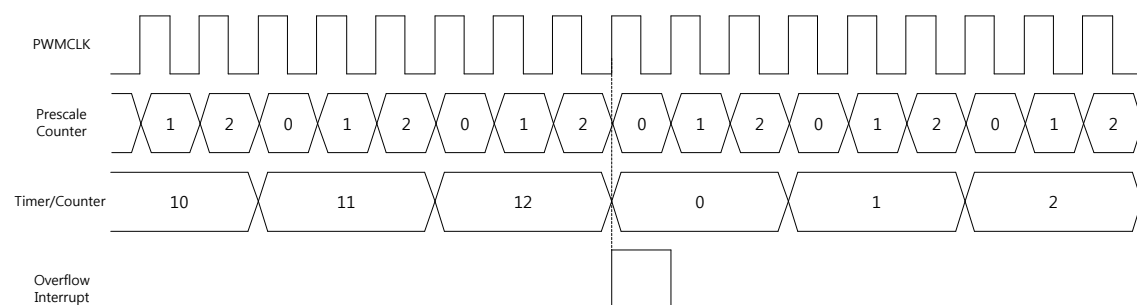 PWMCLK
Prescale
Counter
1 2 0 1 2 0 1 2 0 1 2 0 1 2 0 1 2
Timer/Counter
10 11 12 0 1 2
Overflow
Interrupt